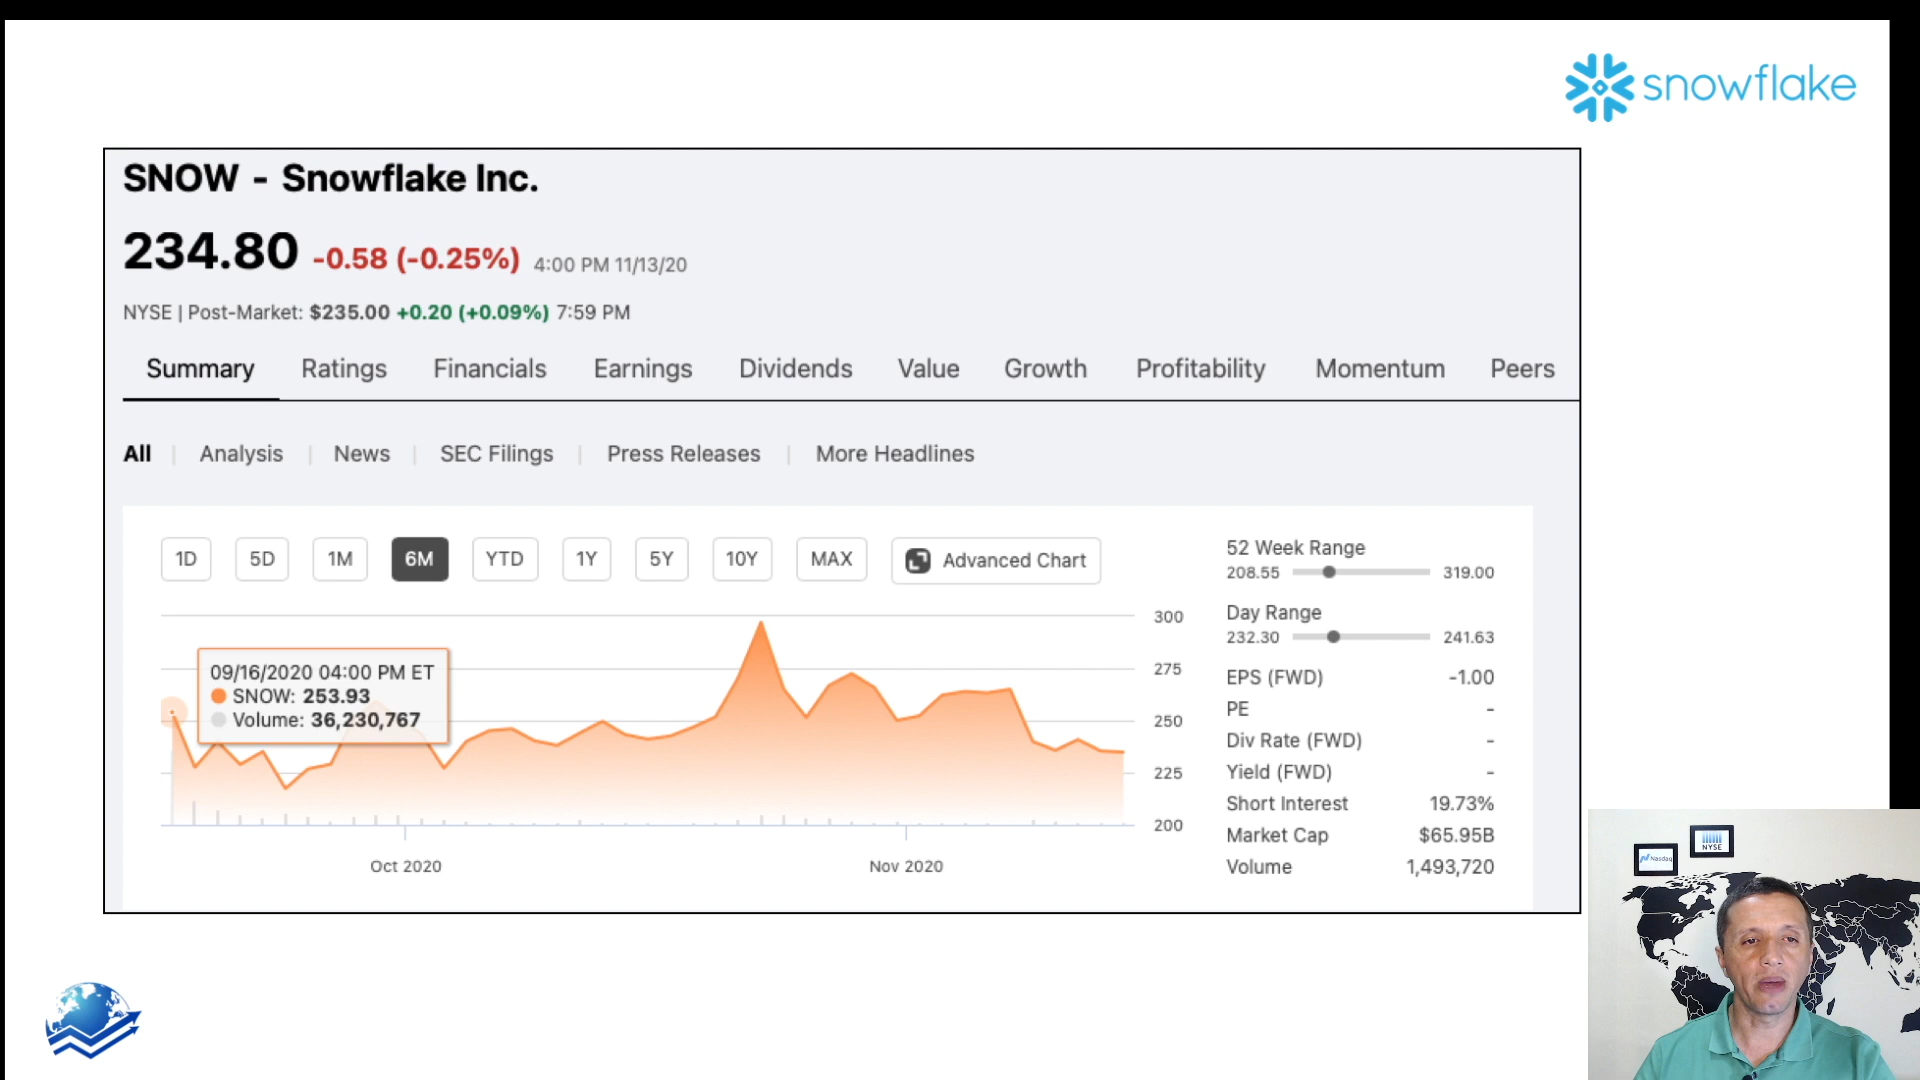 snowflake
SNOW - Snowflake Inc.
234.80 -0.58 (-0.25%) 4:00 PM 11/13/20
NYSE | Post-Market: $235.00 +0.20 (+0.09%) 7:59 PM
Summary Ratings Financials Earnings Dividends Value Growth Profitability Momentum Peers
All | Analysis | News | SEC Filings | Press Releases | More Headlines
1D 5D 1M 6M YTD 1Y 5Y 10Y MAX Advanced Chart
09/16/2020 04:00 PM ET
SNOW: 253.93
Volume: 36,230,767
300
275
250
225
200
Oct 2020 Nov 2020
52 Week Range
208.55 319.00
Day Range
232.30 241.63
EPS (FWD) -1.00
PE -
Div Rate (FWD) -
Yield (FWD) -
Short Interest 19.73%
Market Cap $65.95B
Volume 1,493,720
Nasdaq
NYSE